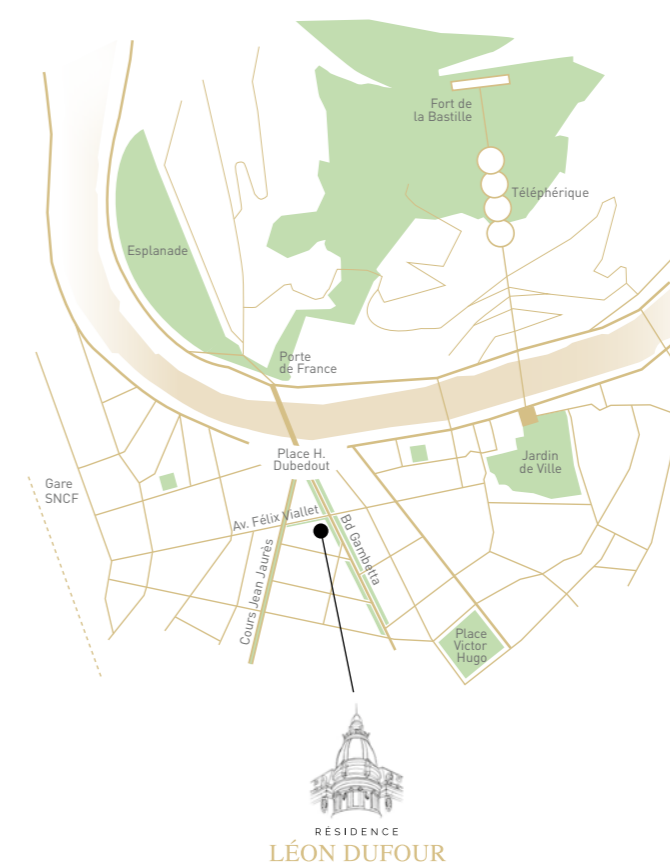 Fort de
la Bastille
Téléphérique
Esplanade
Porte
de France
Place H.
Dubedout
Jardin
de Ville
Gare
SNCF
Av. Félix Viallet
Bd Gambetta
Cours Jean Jaurès
Place
Victor
Hugo
RÉSIDENCE
LÉON DUFOUR